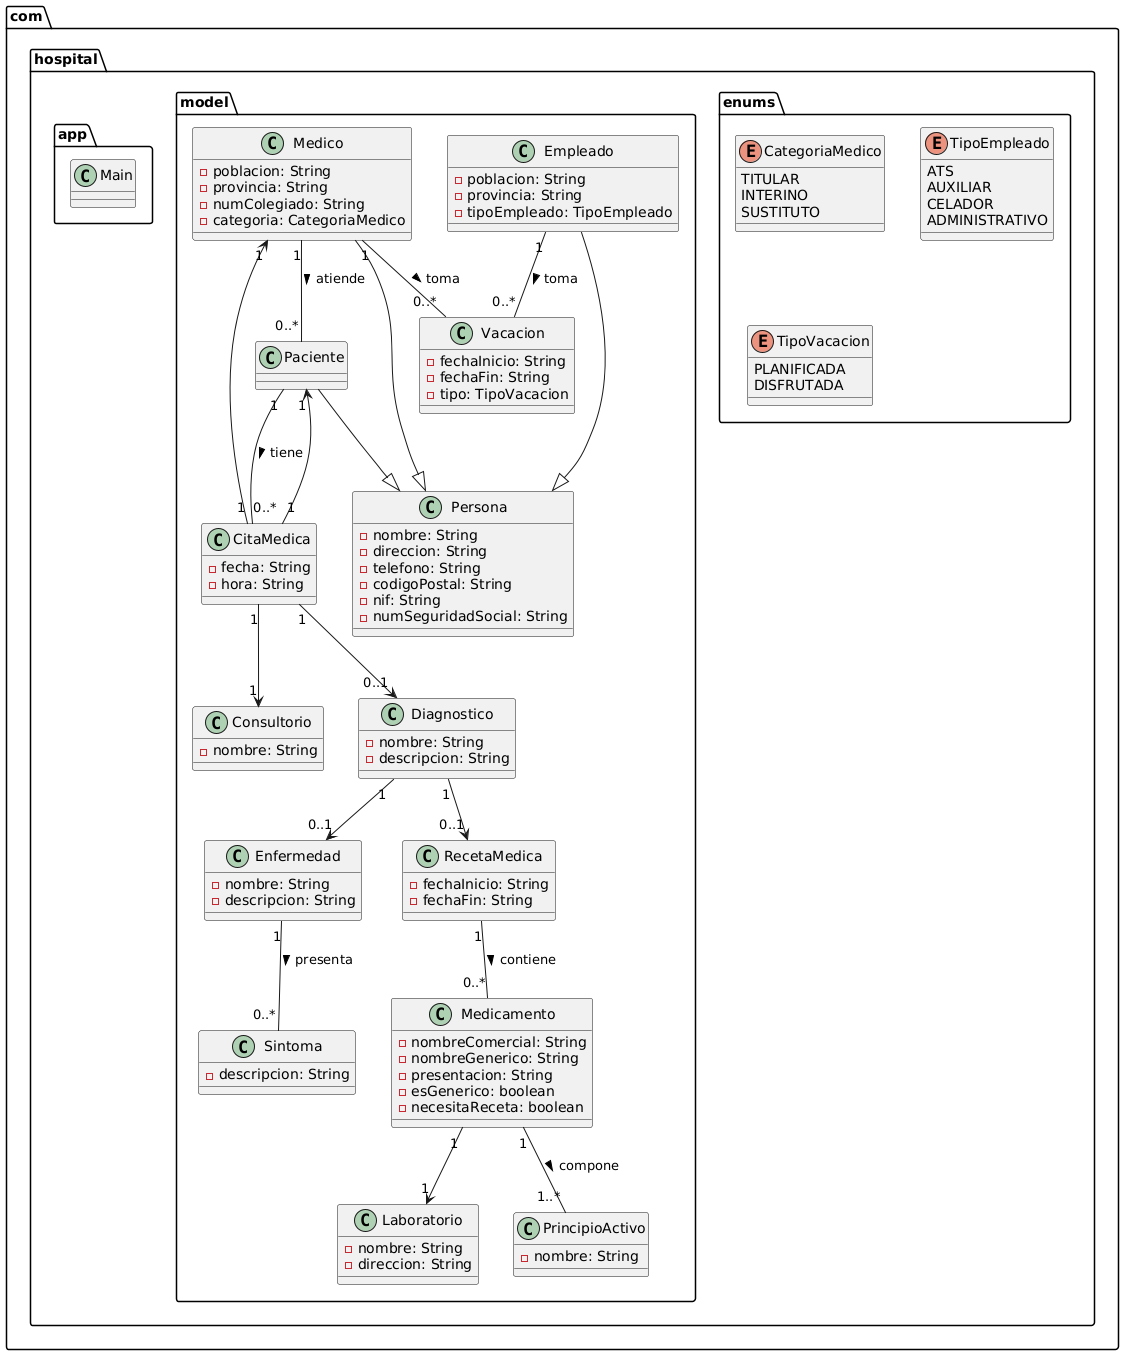 com
hospital
app
C Main
model
C Medico
poblacion: String
provincia: String
numColegiado: String
categoria: CategoriaMedico
C Empleado
poblacion: String
provincia: String
tipoEmpleado: TipoEmpleado
enums
E CategoriaMedico
TITULAR
INTERINO
SUSTITUTO
E TipoEmpleado
ATS
AUXILIAR
CELADOR
ADMINISTRATIVO
1
1
1
1
atiende
toma
toma
0..*
0..*
0..*
E TipoVacacion
PLANIFICADA
DISFRUTADA
C Vacacion
fechaInicio: String
fechaFin: String
tipo: TipoVacacion
C Paciente
1
1
tiene
1
0..*
1
C Persona
nombre: String
direccion: String
telefono: String
codigoPostal: String
nif: String
numSeguridadSocial: String
C CitaMedica
fecha: String
hora: String
1
1
1
0..1
C Consultorio
nombre: String
C Diagnostico
nombre: String
descripcion: String
1
1
0..1
0..1
C Enfermedad
nombre: String
descripcion: String
C RecetaMedica
fechaInicio: String
fechaFin: String
1
1
presenta
contiene
0..*
0..*
C Sintoma
descripcion: String
C Medicamento
nombreComercial: String
nombreGenerico: String
presentacion: String
esGenerico: boolean
necesitaReceta: boolean
1
1
compone
1
1..*
C Laboratorio
nombre: String
direccion: String
C PrincipioActivo
nombre: String